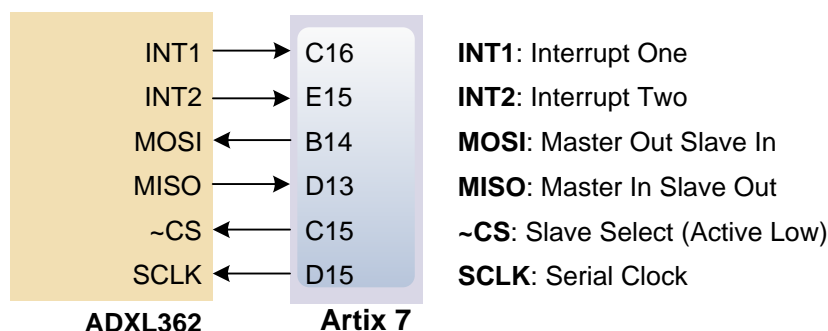 INT1 C16 INT1: Interrupt One
INT2 E15 INT2: Interrupt Two
MOSI B14 MOSI: Master Out Slave In
MISO D13 MISO: Master In Slave Out
~CS C15 ~CS: Slave Select (Active Low)
SCLK D15 SCLK: Serial Clock
ADXL362 Artix 7